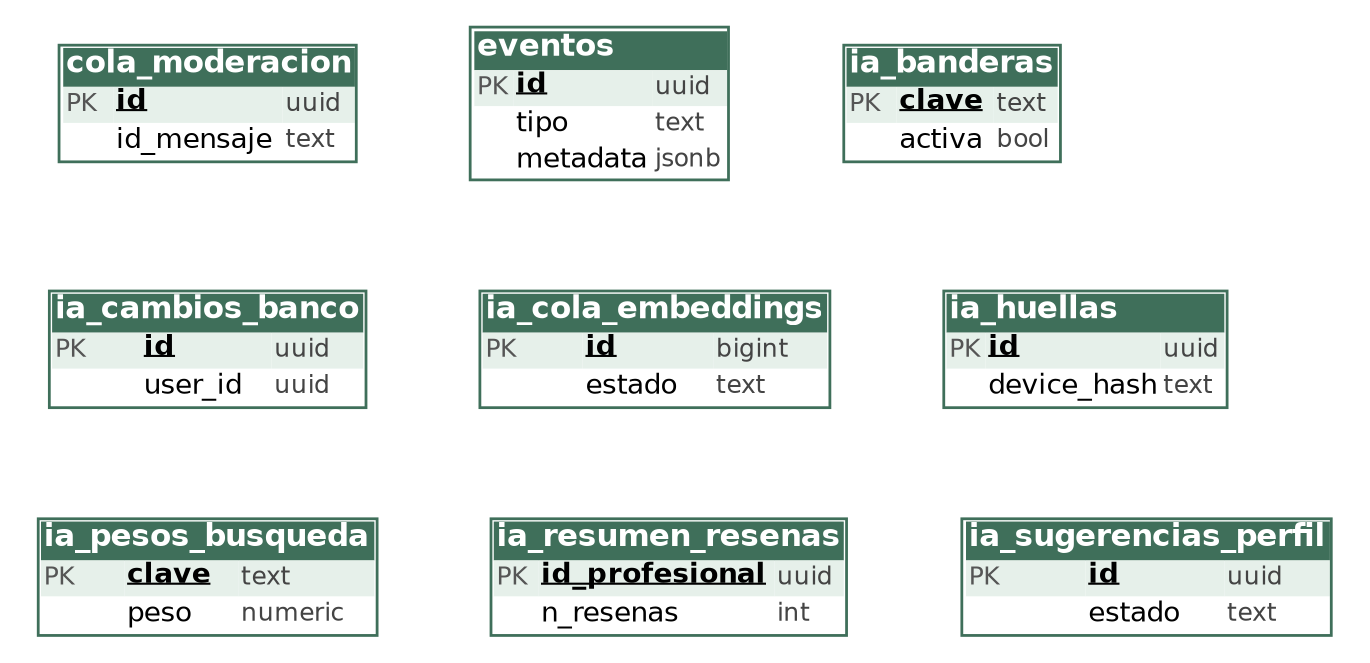 cola_moderacion
PK id uuid
id_mensaje text
eventos
PK id uuid
tipo text
metadata jsonb
ia_banderas
PK clave text
activa bool
ia_cambios_banco
PK id uuid
user_id uuid
ia_cola_embeddings
PK id bigint
estado text
ia_huellas
PK id uuid
device_hash text
ia_pesos_busqueda
PK clave text
peso numeric
ia_resumen_resenas
PK id_profesional uuid
n_resenas int
ia_sugerencias_perfil
PK id uuid
estado text